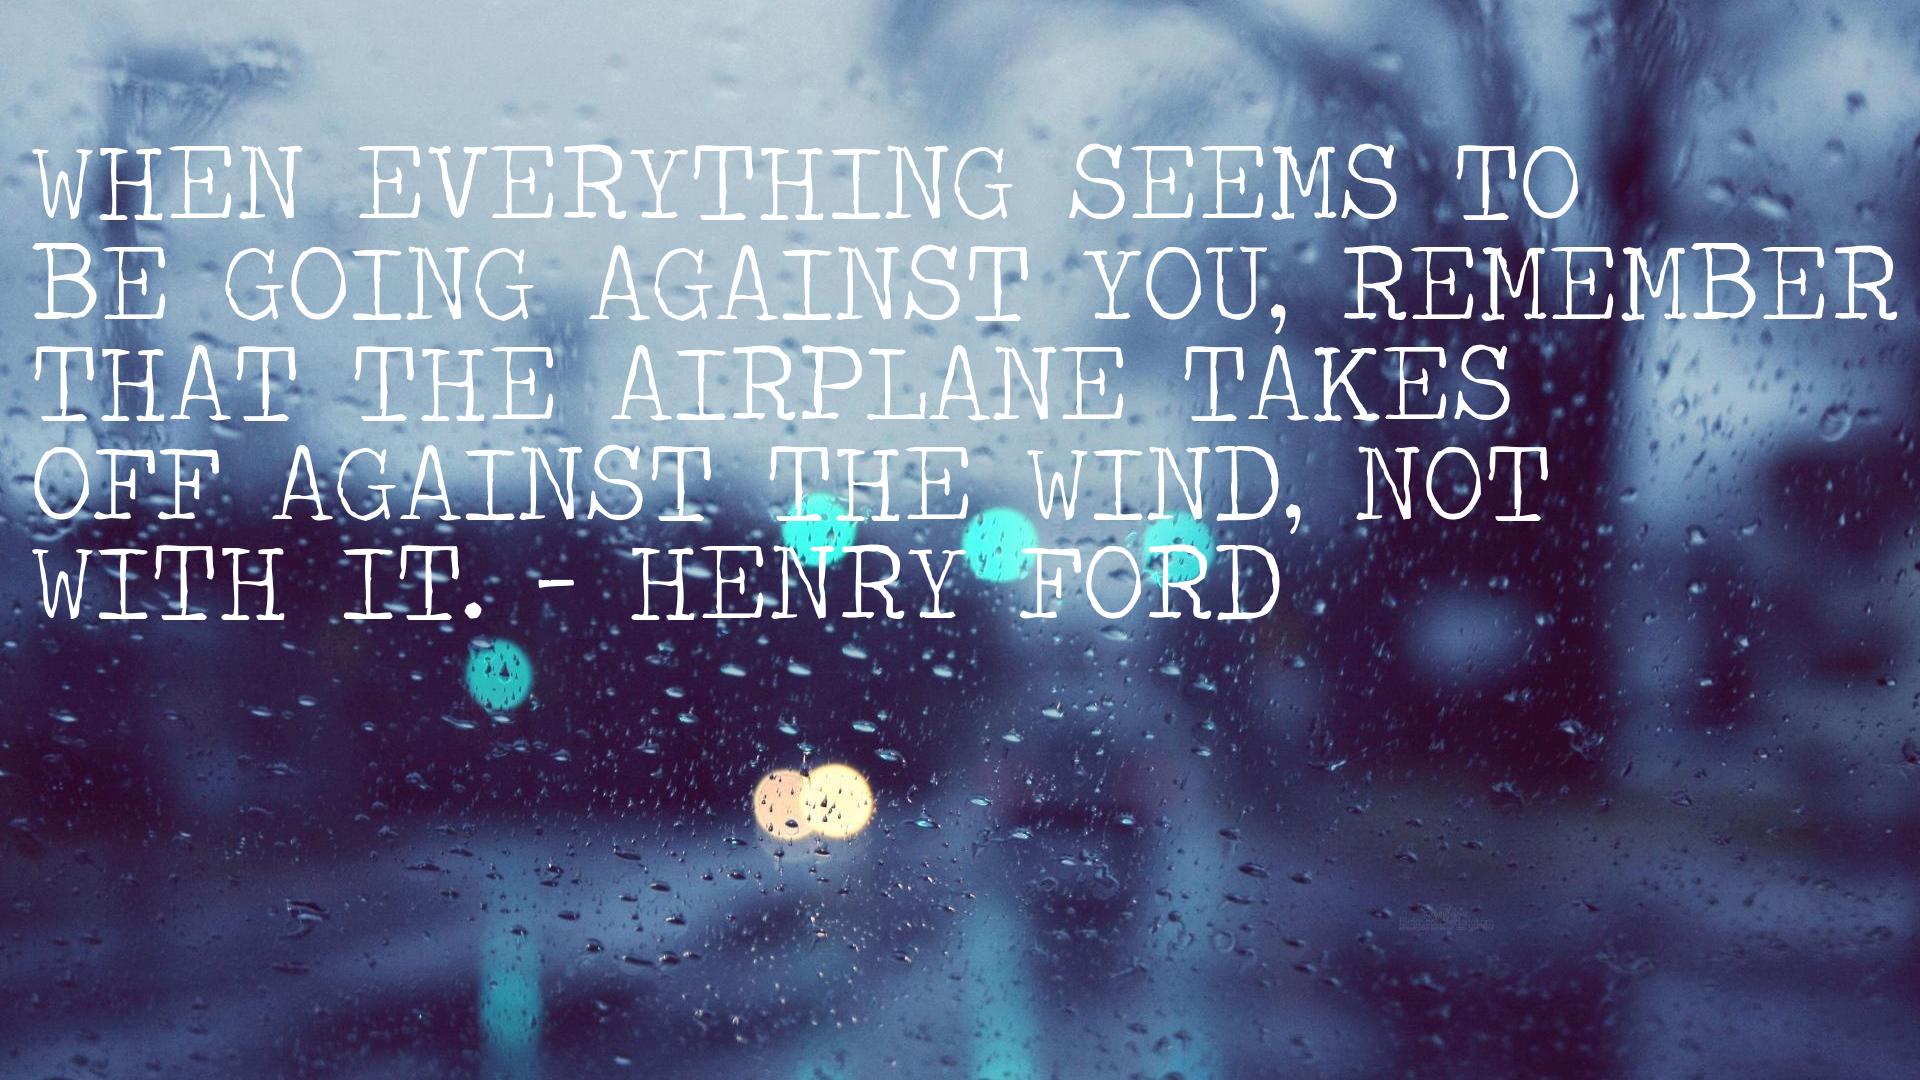 WHEN EVERYTHING SEEMS TO
BE GOING AGAINST YOU, REMEMBER
THAT THE AIRPLANE TAKES
OFF AGAINST THE WIND, NOT
WITH IT. - HENRY FORD